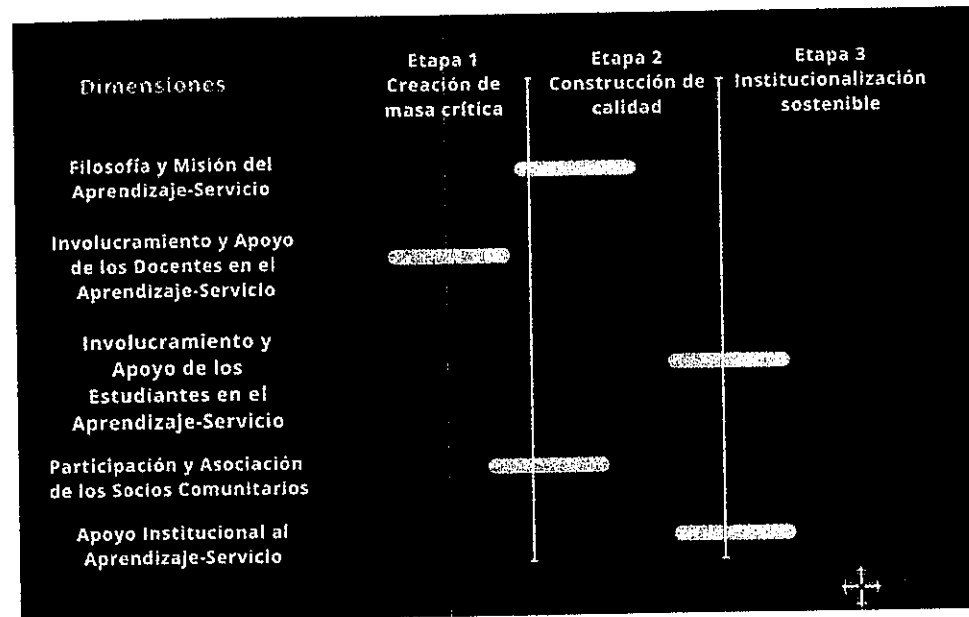 Dimensiones
Etapa 1
Creación de
masa crítica
Etapa 2
Construcción de
calidad
Etapa 3
Institucionalización
sostenible
Filosofía y Misión del
Aprendizaje-Servicio
Involucramiento y Apoyo
de los Docentes en el
Aprendizaje-Servicio
Involucramiento y
Apoyo de los
Estudiantes en el
Aprendizaje-Servicio
Participación y Asociación
de los Socios Comunitarios
Apoyo Institucional al
Aprendizaje-Servicio